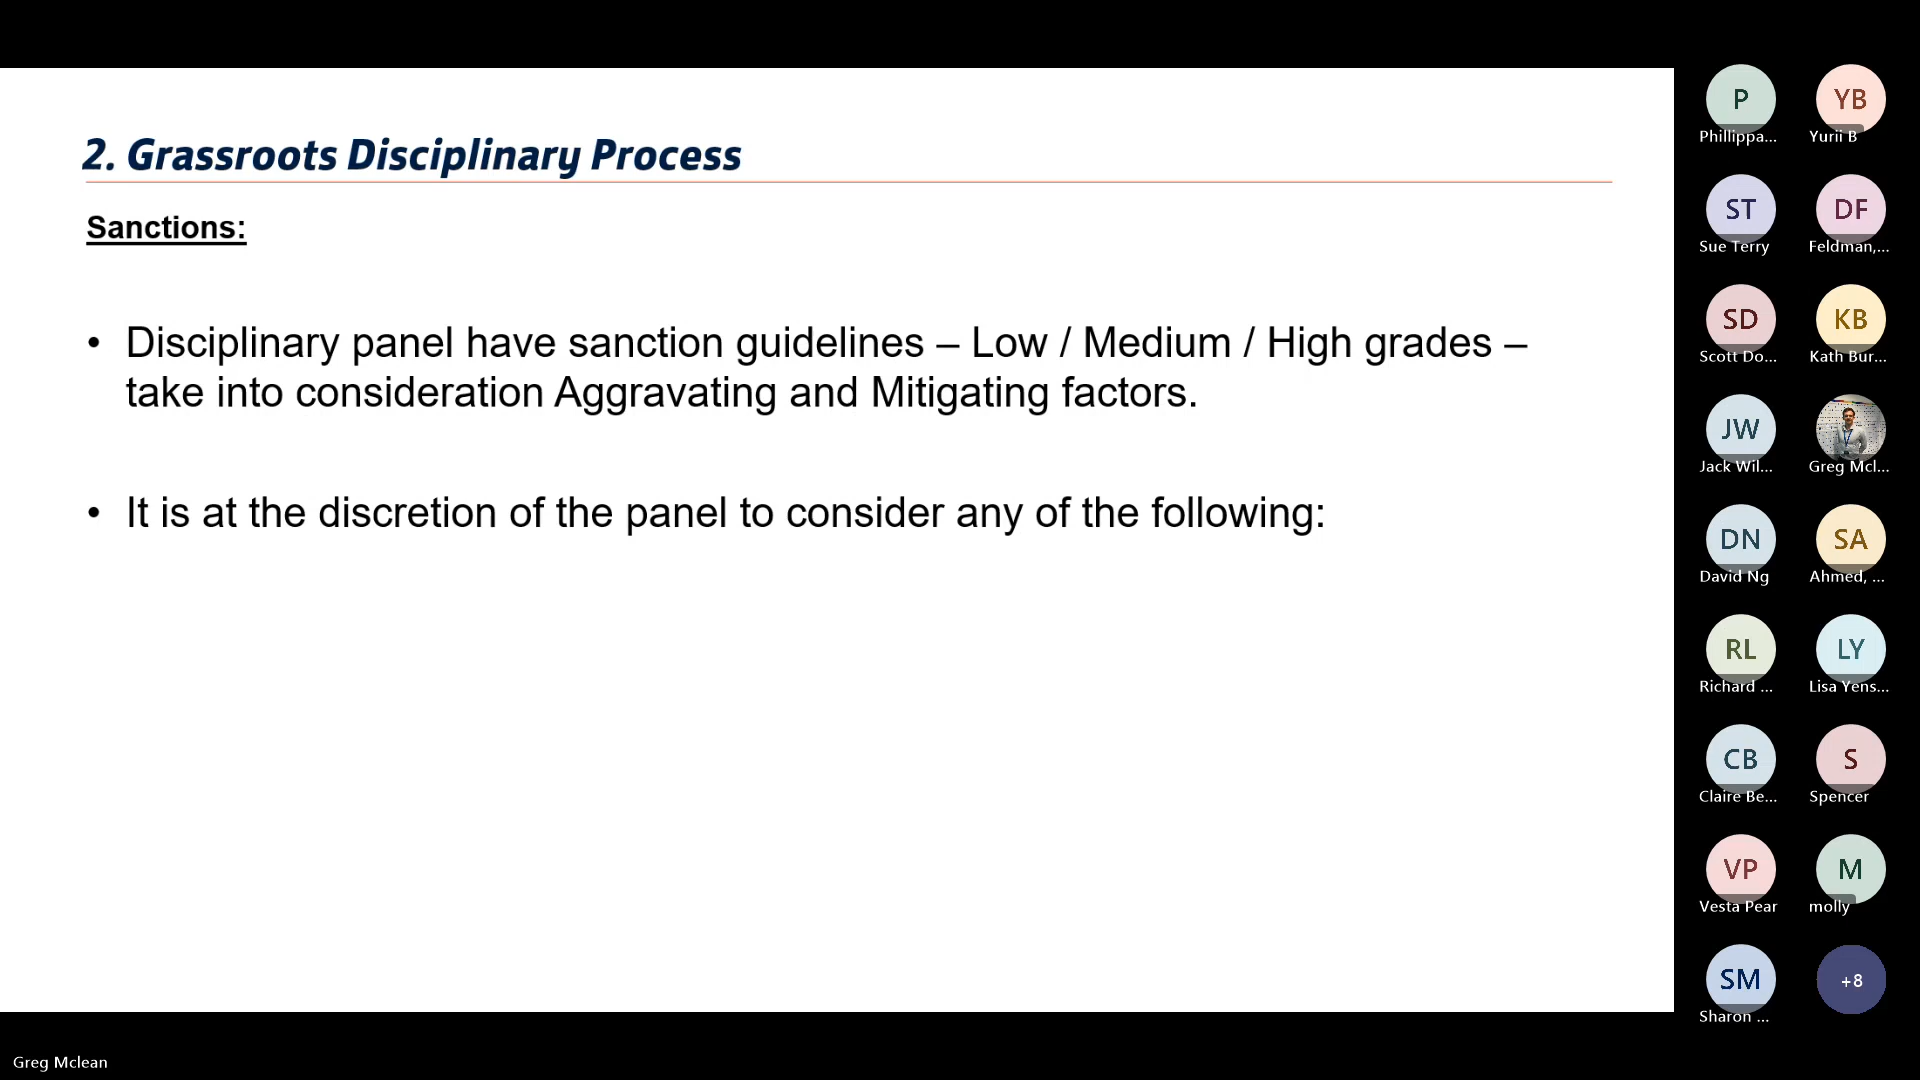 2. Grassroots Disciplinary Process
Sanctions:
• Disciplinary panel have sanction guidelines – Low / Medium / High grades –
take into consideration Aggravating and Mitigating factors.
• It is at the discretion of the panel to consider any of the following:
P
Phillippa...
YB
Yurii B
ST
Sue Terry
DF
Feldman,...
SD
Scott Do...
KB
Kath Bur...
JW
Jack Wil...
Greg Mcl...
DN
David Ng
SA
Ahmed, ...
RL
Richard ...
LY
Lisa Yens...
CB
Claire Be...
S
Spencer
VP
Vesta Pear
M
molly
SM
Sharon ...
+8
Greg Mclean